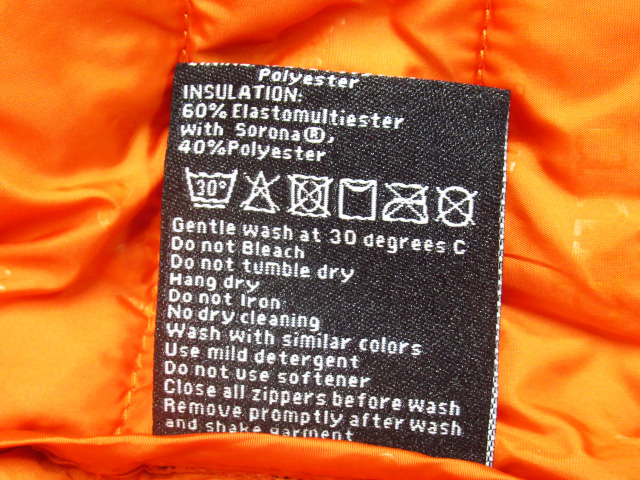 Polyester
INSULATION:
60% Elastomultiester
with Sorona®,
40%Polyester
30°
Gentle wash at 30 degrees C
Do not Bleach
Do not tumble dry
Hang dry
Do not Iron
No dry cleaning
Wash with similar colors
Use mild detergent
Do not use softener
Close all zippers before wash
Remove promptly after wash
and shake garment